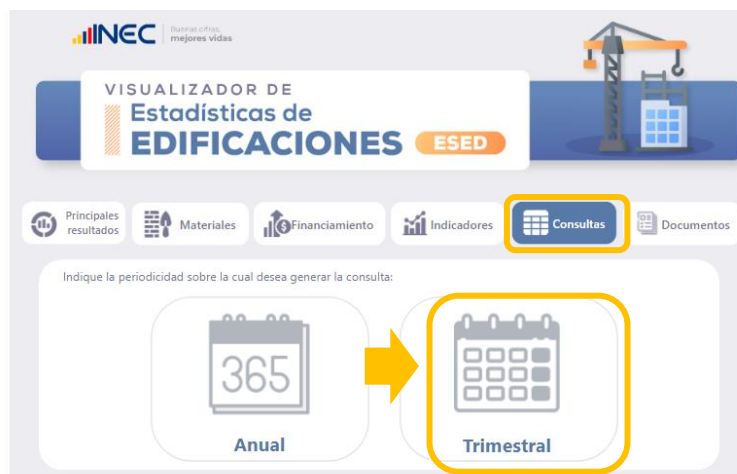 INEC
Buenas cifras,
mejores vidas
VISUALIZADOR DE
Estadísticas de
EDIFICACIONES ESED
Principales
resultados
Materiales
Financiamiento
Indicadores
Consultas
Documentos
Indique la periodicidad sobre la cual desea generar la consulta:
365
Anual
Trimestral